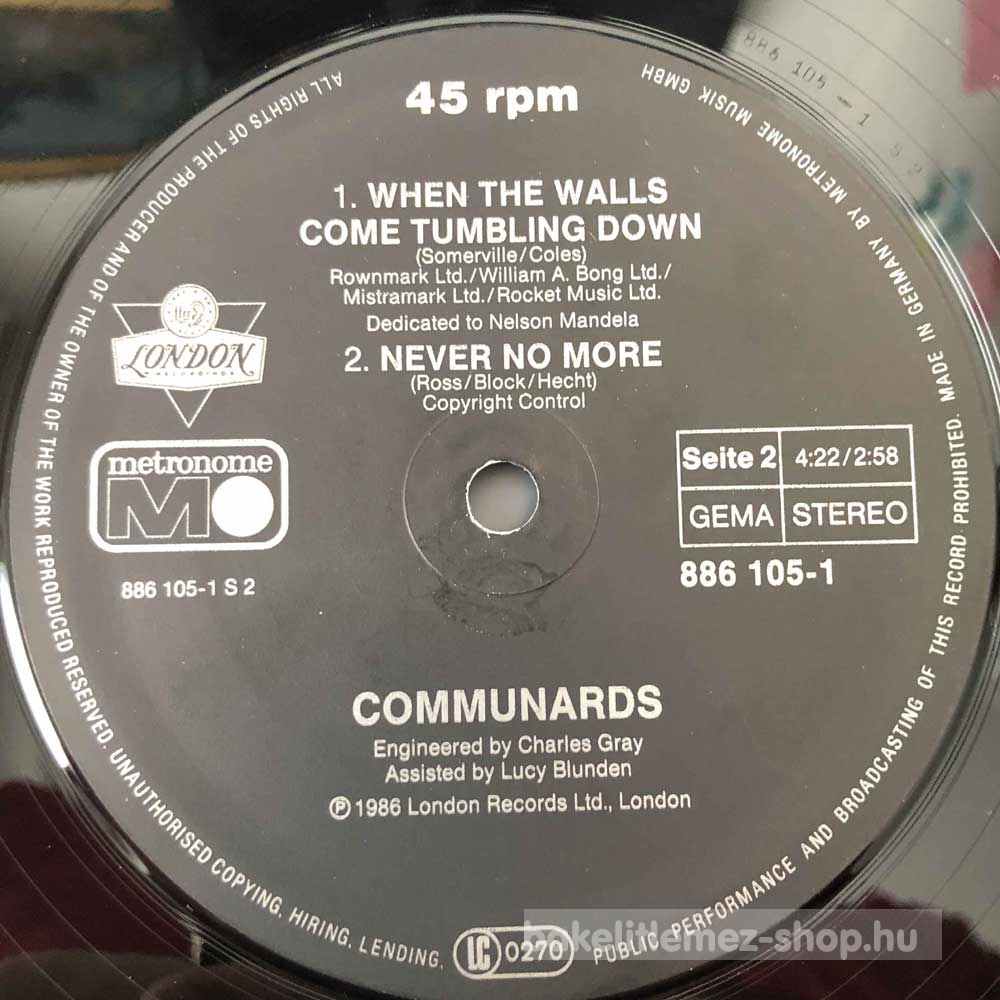 45 rpm
1. WHEN THE WALLS
COME TUMBLING DOWN
(Somerville/Coles)
Rownmark Ltd./William A. Bong Ltd./
Mistramark Ltd./Rocket Music Ltd.
Dedicated to Nelson Mandela
2. NEVER NO MORE
(Ross/Block/Hecht)
Copyright Control
LONDON
RECORDINGS
metronome
886 105-1 S 2
Seite 2 4:22/2:58
GEMA STEREO
886 105-1
COMMUNARDS
Engineered by Charles Gray
Assisted by Lucy Blunden
Ⓟ 1986 London Records Ltd., London
ALL RIGHTS OF THE PRODUCER AND OF THE OWNER OF THE WORK REPRODUCED RESERVED. UNAUTHORISED COPYING, HIRING, LENDING, PUBLIC PERFORMANCE AND BROADCASTING OF THIS RECORD PROHIBITED. MADE IN GERMANY BY METRONOME MUSIK GMBH
LC 0270
886 105 - 1 S 2
bakelitlemez-shop.hu